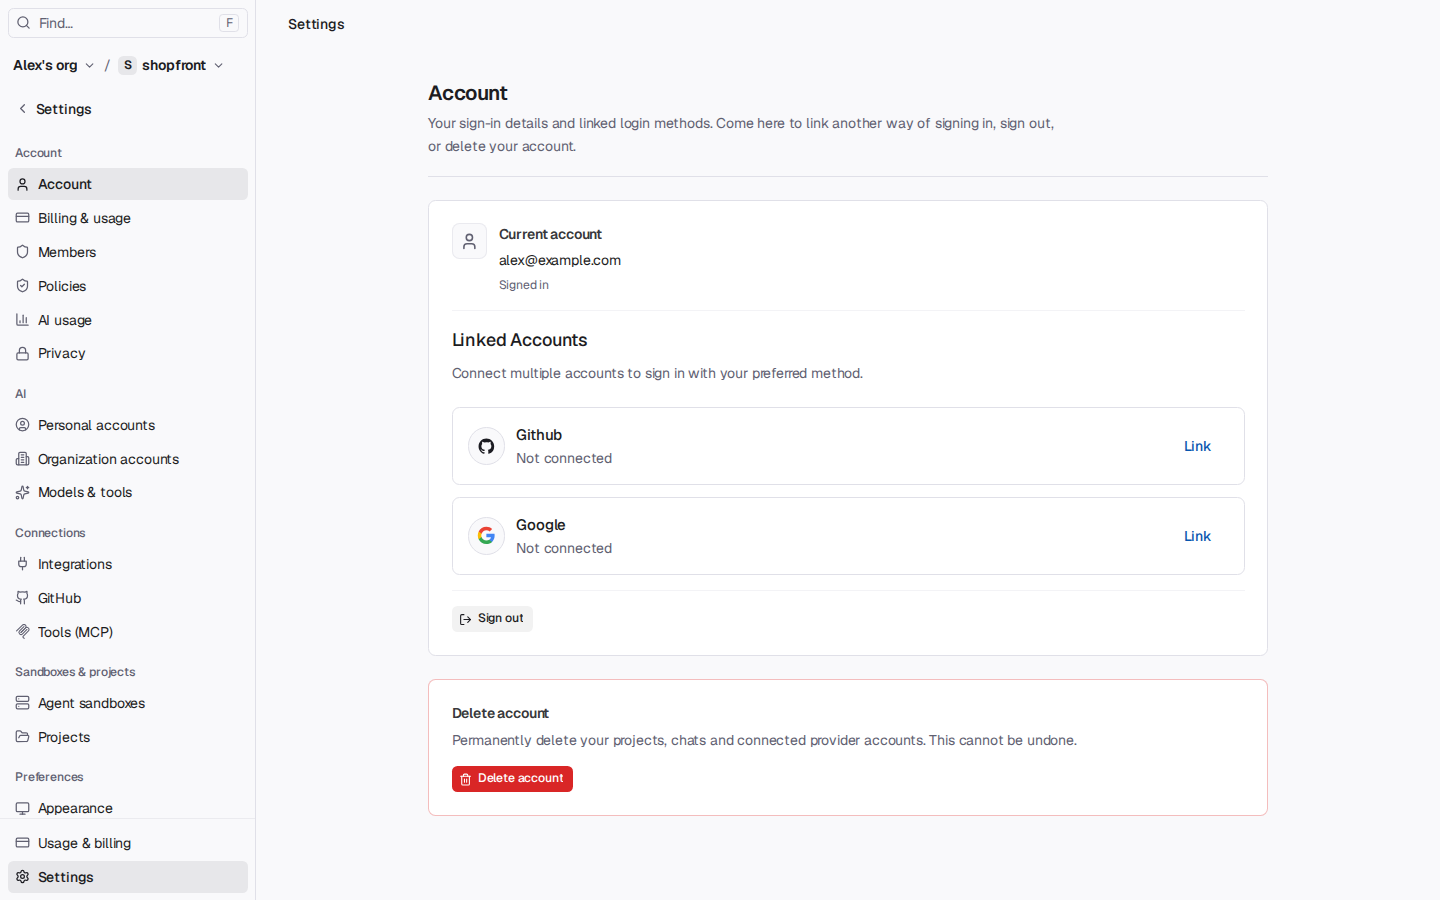 Find...
F
Alex's org / S shopfront
Settings
Account
Account
Billing & usage
Members
Policies
AI usage
Privacy
AI
Personal accounts
Organization accounts
Models & tools
Connections
Integrations
GitHub
Tools (MCP)
Sandboxes & projects
Agent sandboxes
Projects
Preferences
Appearance
Usage & billing
Settings
Settings
Account
Your sign-in details and linked login methods. Come here to link another way of signing in, sign out,
or delete your account.
Current account
alex@example.com
Signed in
Linked Accounts
Connect multiple accounts to sign in with your preferred method.
Github
Not connected
Link
Google
Not connected
Link
Sign out
Delete account
Permanently delete your projects, chats and connected provider accounts. This cannot be undone.
Delete account